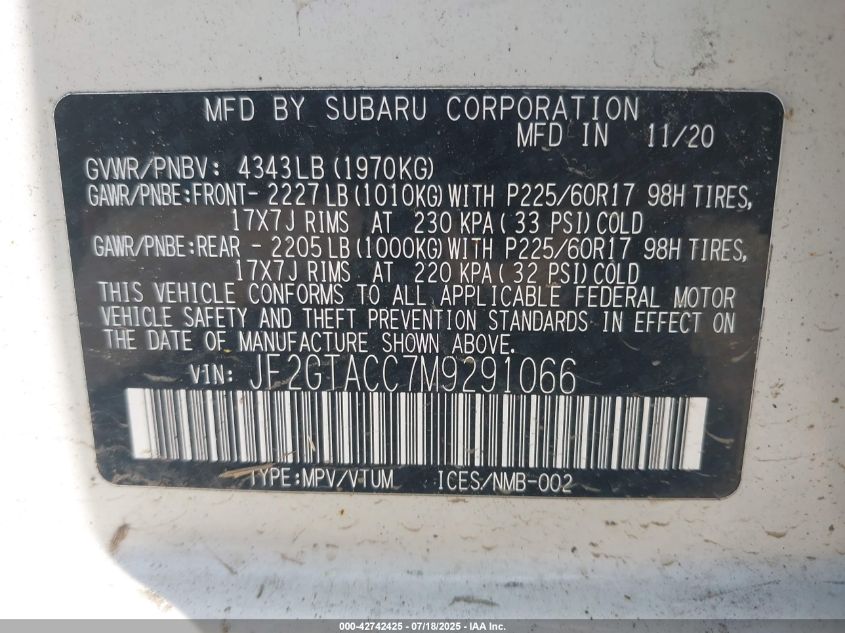 MFD BY SUBARU CORPORATION
MFD IN 11/20
GVWR/PNBV: 4343LB (1970KG)
GAWR/PNBE:FRONT- 2227LB(1010KG)WITH P225/60R17 98H TIRES,
17X7J RIMS AT 230 KPA( 33 PSI)COLD
GAWR/PNBE:REAR - 2205LB(1000KG)WITH P225/60R17 98H TIRES,
17X7J RIMS AT 220 KPA( 32 PSI)COLD
THIS VEHICLE CONFORMS TO ALL APPLICABLE FEDERAL MOTOR
VEHICLE SAFETY AND THEFT PREVENTION STANDARDS IN EFFECT ON
THE DATE OF MANUFACTURE SHOWN ABOVE.
VIN: JF2GTACC7M9291066
TYPE:MPV/VTUM ICES/NMB-002
000-42742425 - 07/18/2025 - IAA Inc.